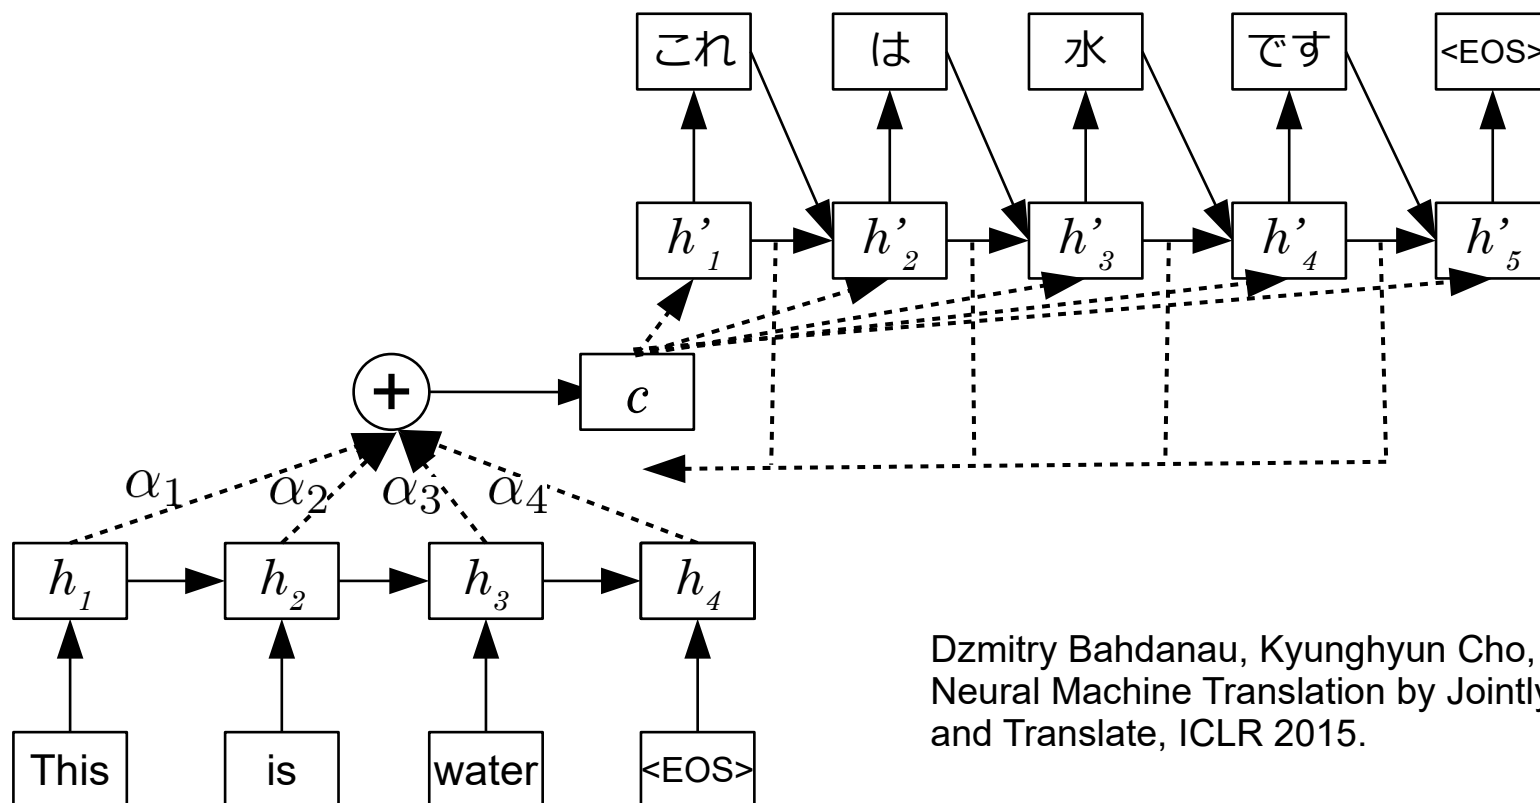 これ は 水 です <EOS>
h'1 h'2 h'3 h'4 h'5
+ c
α1 α2 α3 α4
h1 h2 h3 h4
Dzmitry Bahdanau, Kyunghyun Cho,
Neural Machine Translation by Jointly
and Translate, ICLR 2015.
This is water <EOS>